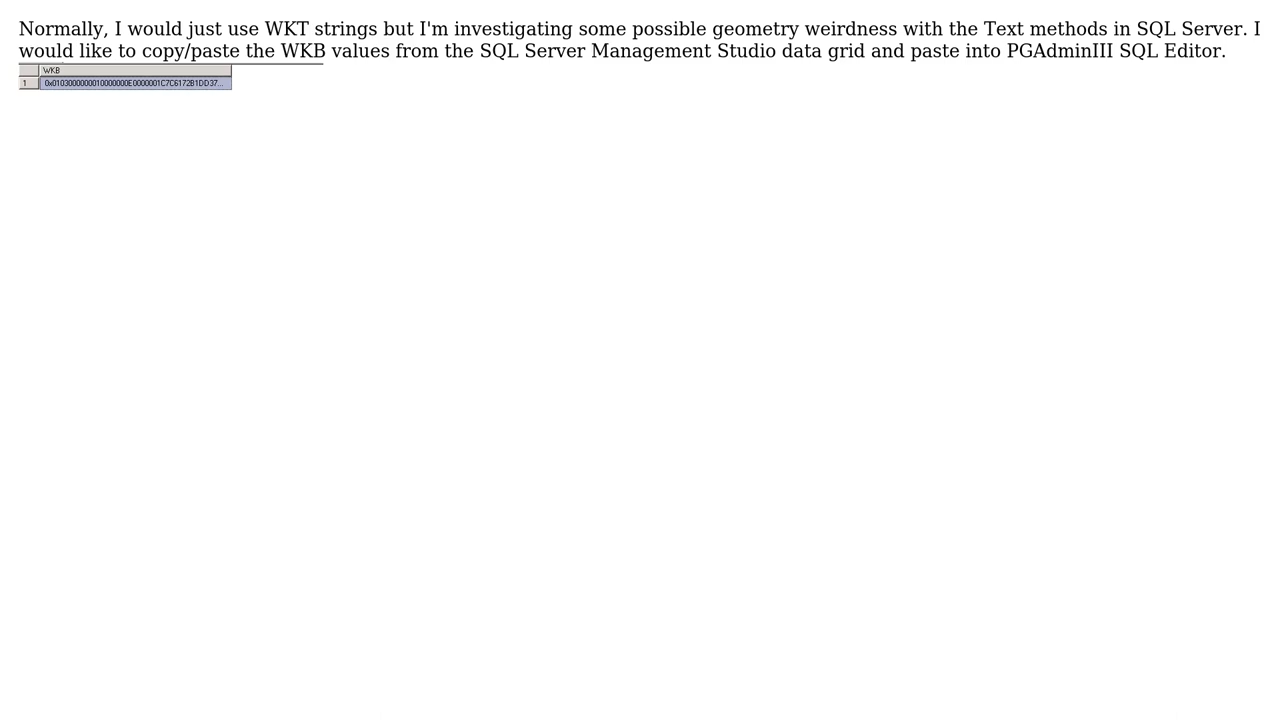 Normally, I would just use WKT strings but I'm investigating some possible geometry weirdness with the Text methods in SQL Server. I
would like to copy/paste the WKB values from the SQL Server Management Studio data grid and paste into PGAdminIII SQL Editor.
WKB
1 0x0103000000010000000E0000001C7C6172B1DD37...